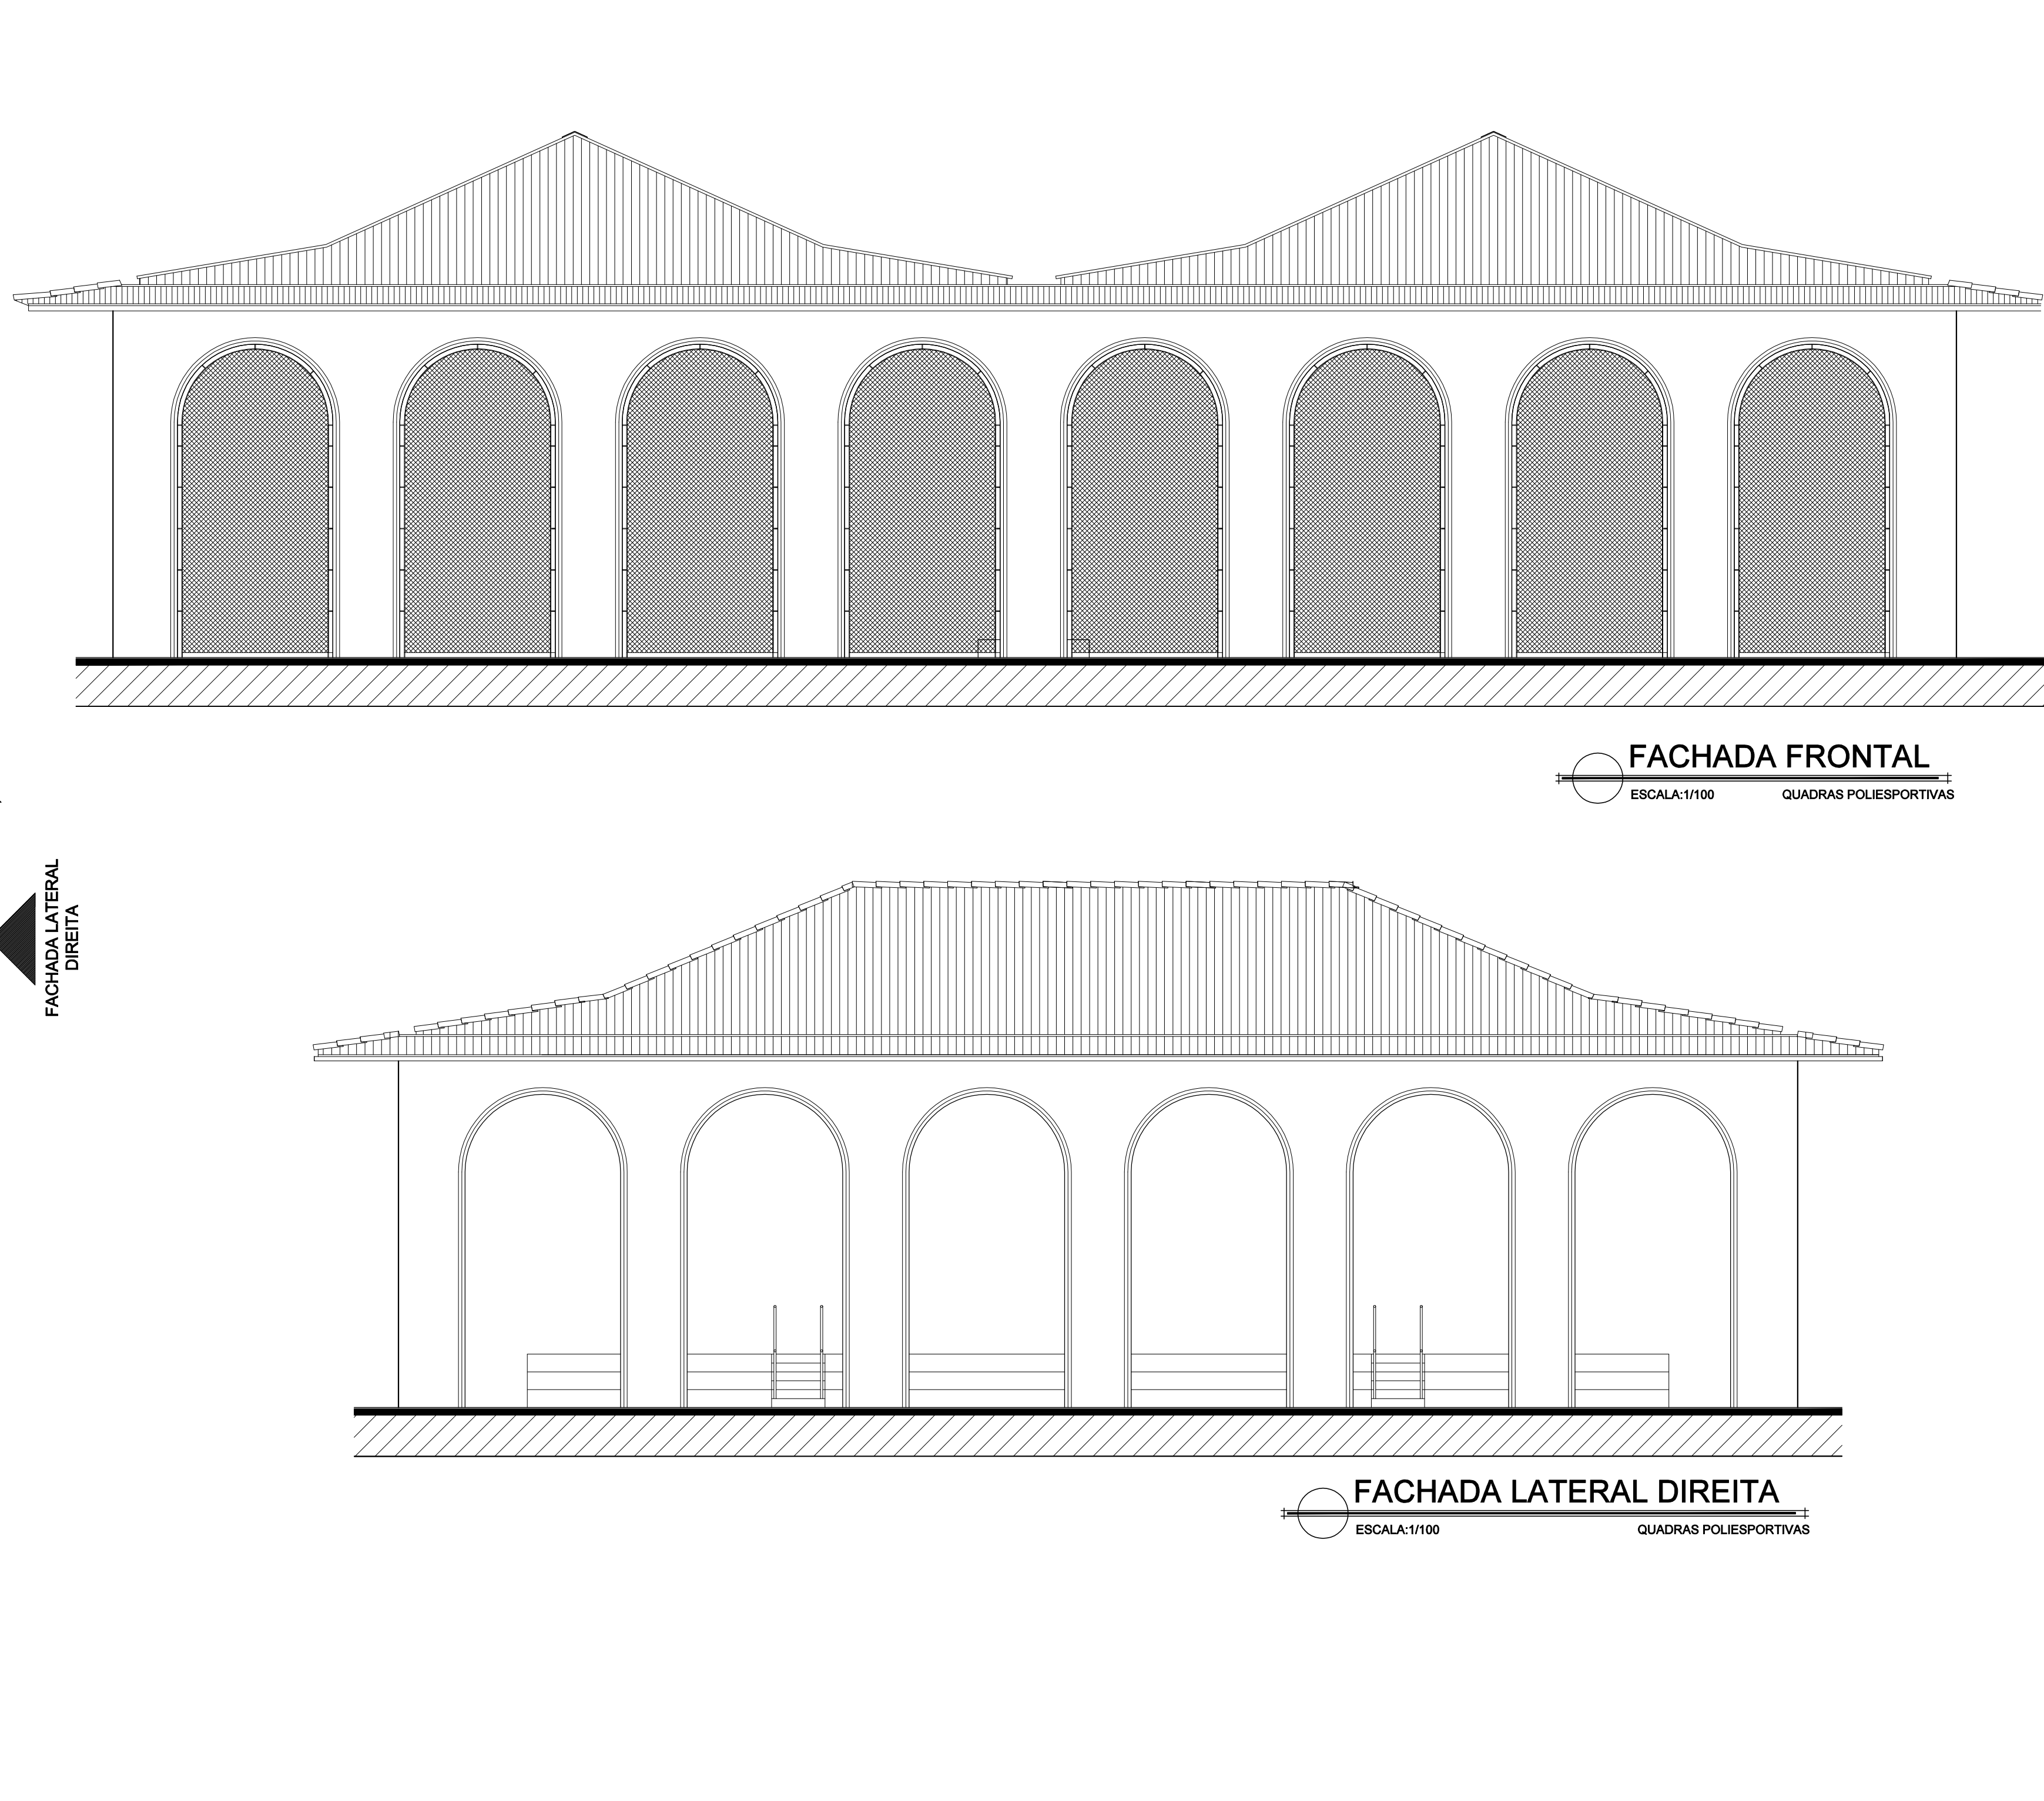 FACHADA FRONTAL
ESCALA:1/100 QUADRAS POLIESPORTIVAS
FACHADA LATERAL
DIREITA
FACHADA LATERAL DIREITA
ESCALA:1/100 QUADRAS POLIESPORTIVAS